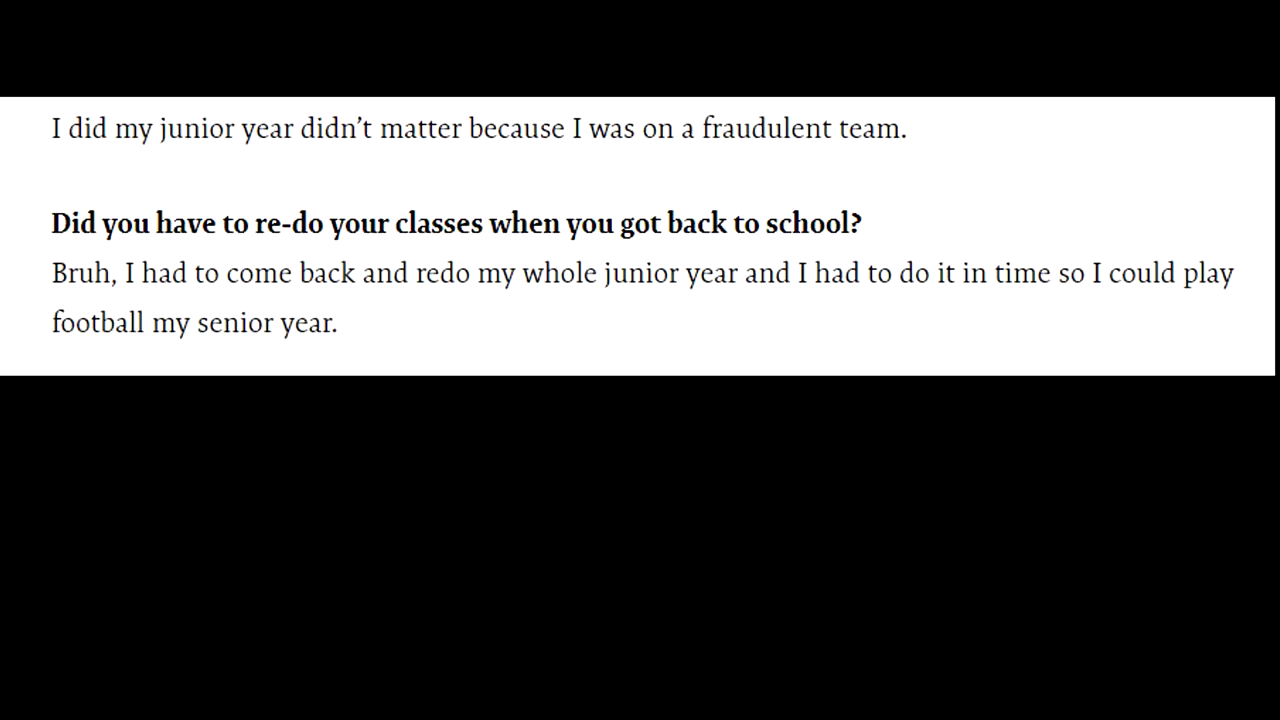 I did my junior year didn’t matter because I was on a fraudulent team.
Did you have to re-do your classes when you got back to school?
Bruh, I had to come back and redo my whole junior year and I had to do it in time so I could play
football my senior year.